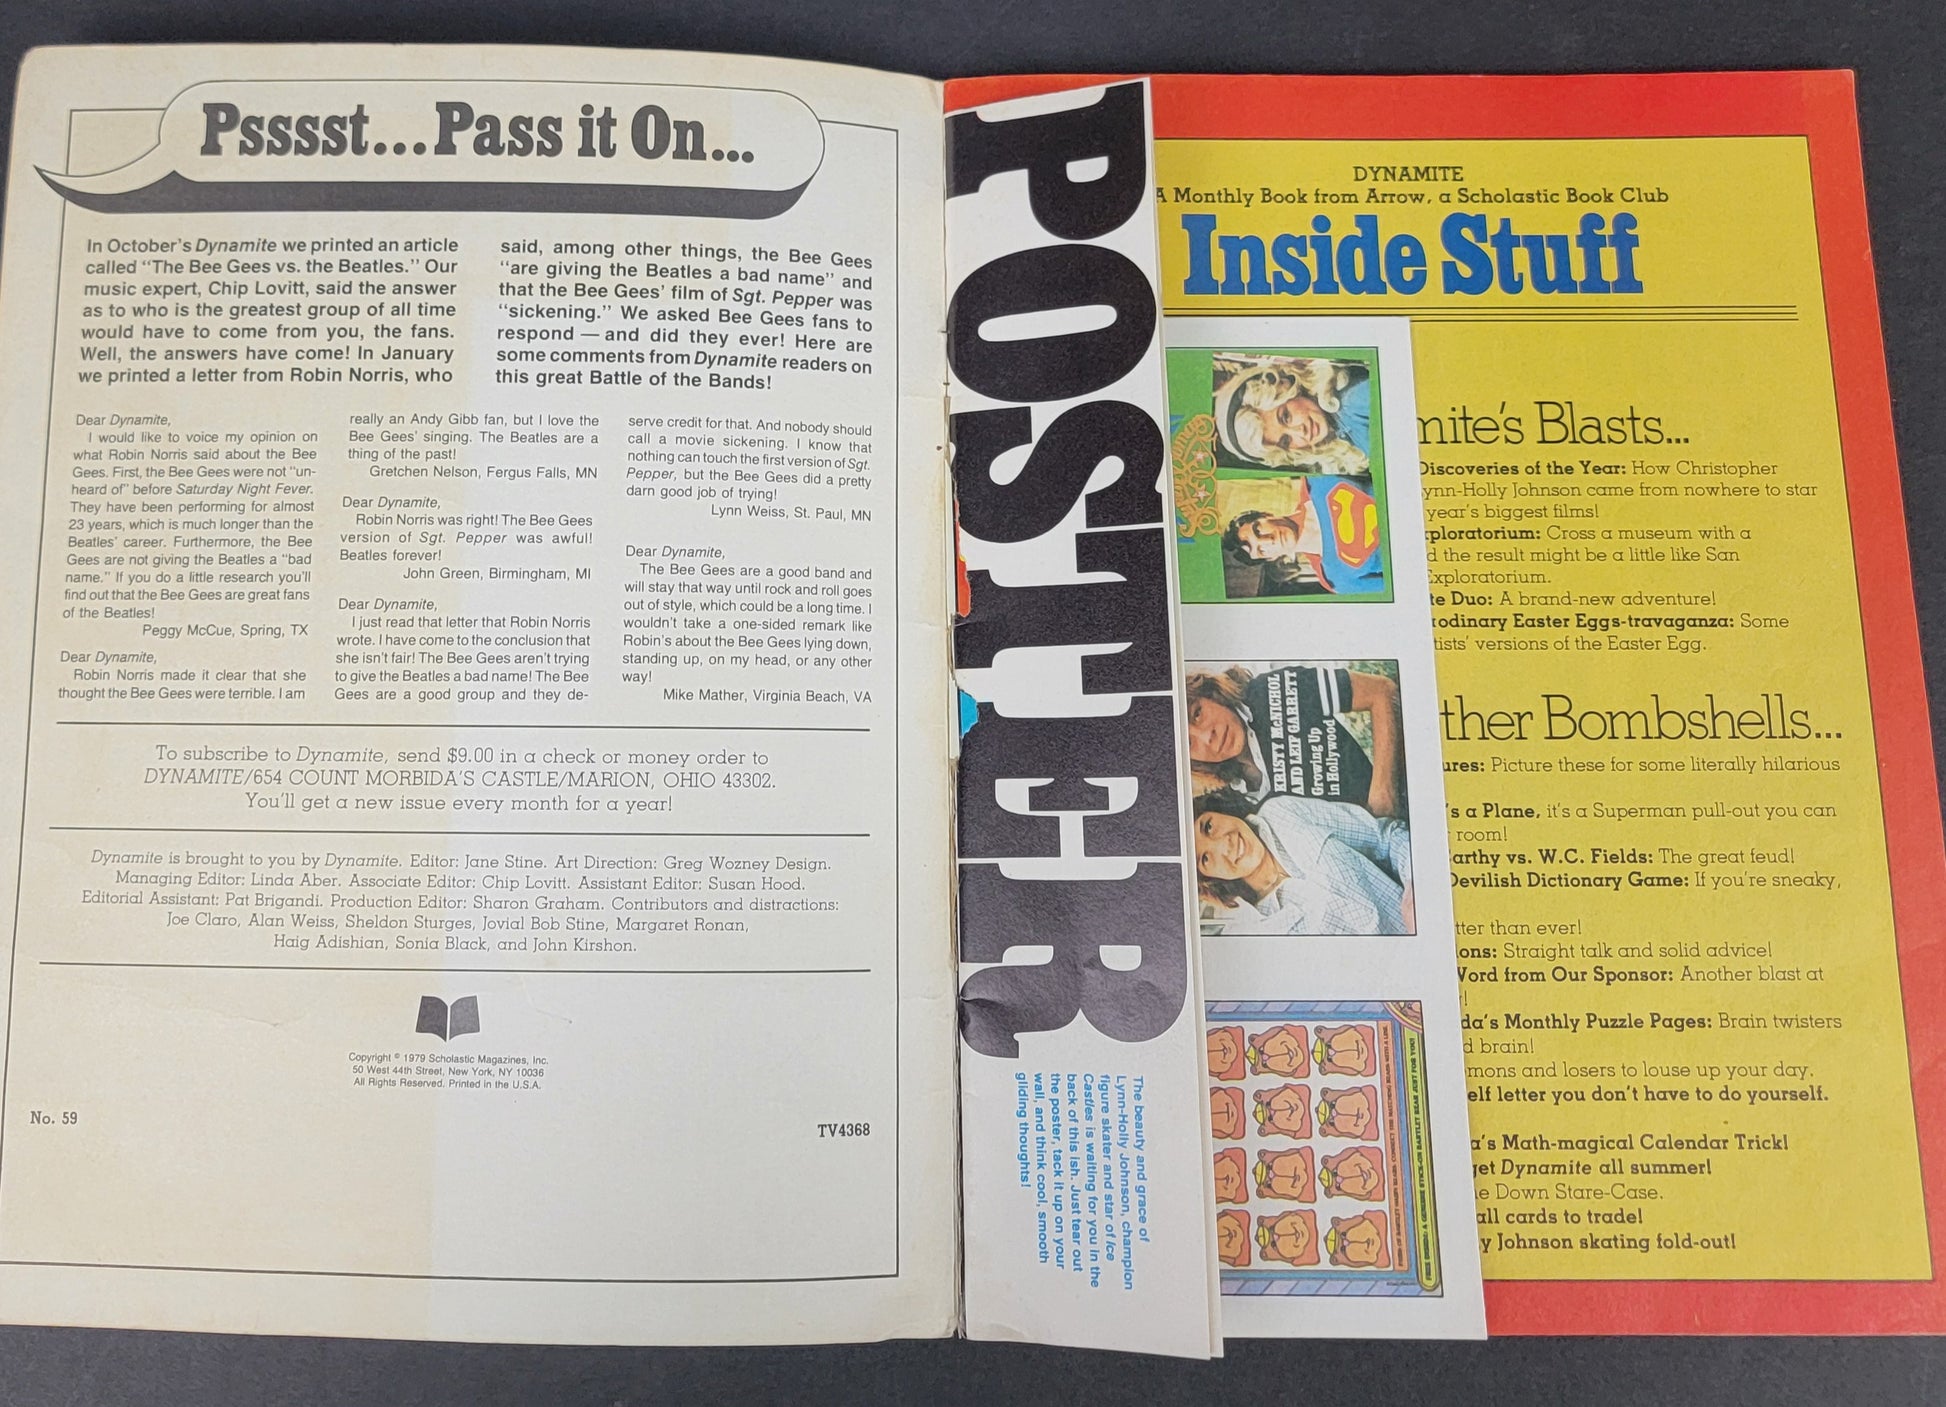 Psssst...Pass it On...
In October's Dynamite we printed an article
called "The Bee Gees vs. the Beatles." Our
music expert, Chip Lovitt, said the answer
as to who is the greatest group of all time
would have to come from you, the fans.
Well, the answers have come! In January
we printed a letter from Robin Norris, who
said, among other things, the Bee Gees
"are giving the Beatles a bad name" and
that the Bee Gees' film of Sgt. Pepper was
"sickening." We asked Bee Gees fans to
respond — and did they ever! Here are
some comments from Dynamite readers on
this great Battle of the Bands!
Dear Dynamite,
I would like to voice my opinion on
what Robin Norris said about the Bee
Gees. First, the Bee Gees were not "un-
heard of" before Saturday Night Fever.
They have been performing for almost
23 years, which is much longer than the
Beatles' career. Furthermore, the Bee
Gees are not giving the Beatles a "bad
name." If you do a little research you'll
find out that the Bee Gees are great fans
of the Beatles!
Peggy McCue, Spring, TX
Dear Dynamite,
Robin Norris made it clear that she
thought the Bee Gees were terrible. I am
really an Andy Gibb fan, but I love the
Bee Gees' singing. The Beatles are a
thing of the past!
Gretchen Nelson, Fergus Falls, MN
Dear Dynamite,
Robin Norris was right! The Bee Gees
version of Sgt. Pepper was awful!
Beatles forever!
John Green, Birmingham, MI
Dear Dynamite,
I just read that letter that Robin Norris
wrote. I have come to the conclusion that
she isn't fair! The Bee Gees aren't trying
to give the Beatles a bad name! The Bee
Gees are a good group and they de-
serve credit for that. And nobody should
call a movie sickening. I know that
nothing can touch the first version of Sgt.
Pepper, but the Bee Gees did a pretty
darn good job of trying!
Lynn Weiss, St. Paul, MN
Dear Dynamite,
The Bee Gees are a good band and
will stay that way until rock and roll goes
out of style, which could be a long time. I
wouldn't take a one-sided remark like
Robin's about the Bee Gees lying down,
standing up, on my head, or any other
way!
Mike Mather, Virginia Beach, VA
To subscribe to Dynamite, send $9.00 in a check or money order to
DYNAMITE/654 COUNT MORBIDA'S CASTLE/MARION, OHIO 43302.
You'll get a new issue every month for a year!
Dynamite is brought to you by Dynamite. Editor: Jane Stine. Art Direction: Greg Wozney Design.
Managing Editor: Linda Aber. Associate Editor: Chip Lovitt. Assistant Editor: Susan Hood.
Editorial Assistant: Pat Brigandi. Production Editor: Sharon Graham. Contributors and distractions:
Joe Claro, Alan Weiss, Sheldon Sturges, Jovial Bob Stine, Margaret Ronan,
Haig Adishian, Sonia Black, and John Kirshon.
Copyright © 1979 Scholastic Magazines, Inc.
50 West 44th Street, New York, NY 10036
All Rights Reserved. Printed in the U.S.A.
No. 59
TV4368
POSTER
The beauty and grace of
Lynn-Holly Johnson, champion
figure skater and star of Ice
Castles is waiting for you in the
back of this ish. Just tear out
the poster, tack it up on your
wall, and think cool, smooth
gliding thoughts!
KRISTY McNICHOL
AND LEIF GARRETT
Growing Up
in Hollywood
DYNAMITE
A Monthly Book from Arrow, a Scholastic Book Club
Inside Stuff
mite's Blasts...
Discoveries of the Year: How Christopher
ynn-Holly Johnson came from nowhere to star
year's biggest films!
ploratorium: Cross a museum with a
d the result might be a little like San
Exploratorium.
te Duo: A brand-new adventure!
odinary Easter Eggs-travaganza: Some
tists' versions of the Easter Egg.
ther Bombshells...
ures: Picture these for some literally hilarious
's a Plane, it's a Superman pull-out you can
room!
arthy vs. W.C. Fields: The great feud!
Devilish Dictionary Game: If you're sneaky,
tter than ever!
ons: Straight talk and solid advice!
Word from Our Sponsor: Another blast at
!
da's Monthly Puzzle Pages: Brain twisters
d brain!
mons and losers to louse up your day.
elf letter you don't have to do yourself.
a's Math-magical Calendar Trick!
get Dynamite all summer!
e Down Stare-Case.
all cards to trade!
y Johnson skating fold-out!